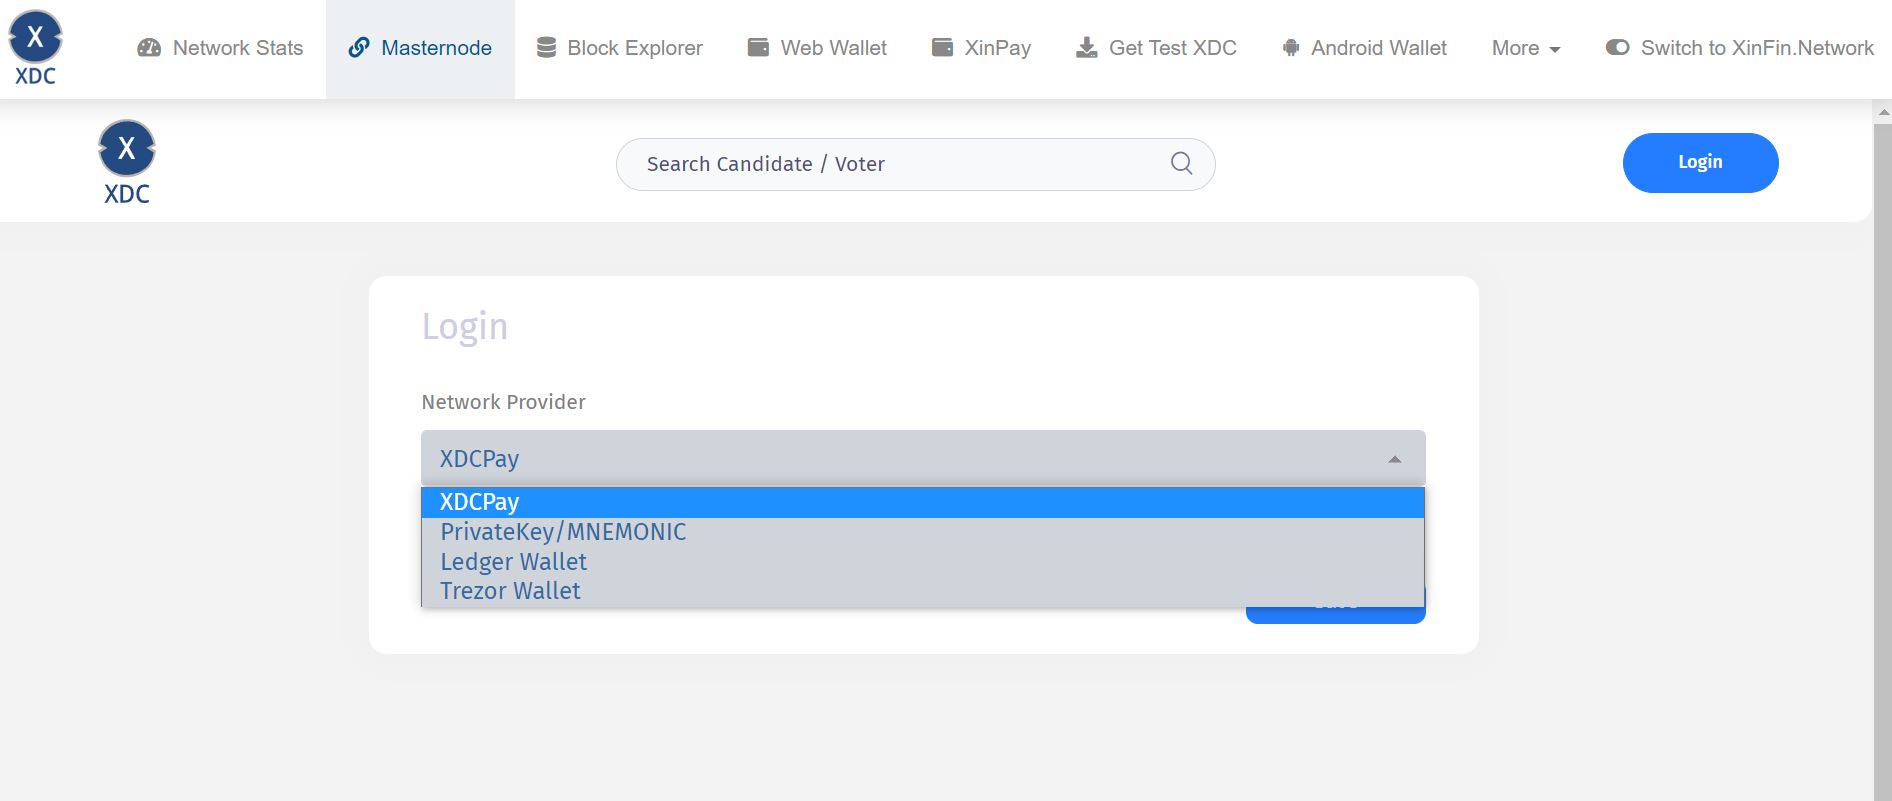 X
XDC
Network Stats
Masternode
Block Explorer
Web Wallet
XinPay
Get Test XDC
Android Wallet
More
Switch to XinFin.Network
X
XDC
Search Candidate / Voter
Login
Login
Network Provider
XDCPay
XDCPay
PrivateKey/MNEMONIC
Ledger Wallet
Trezor Wallet